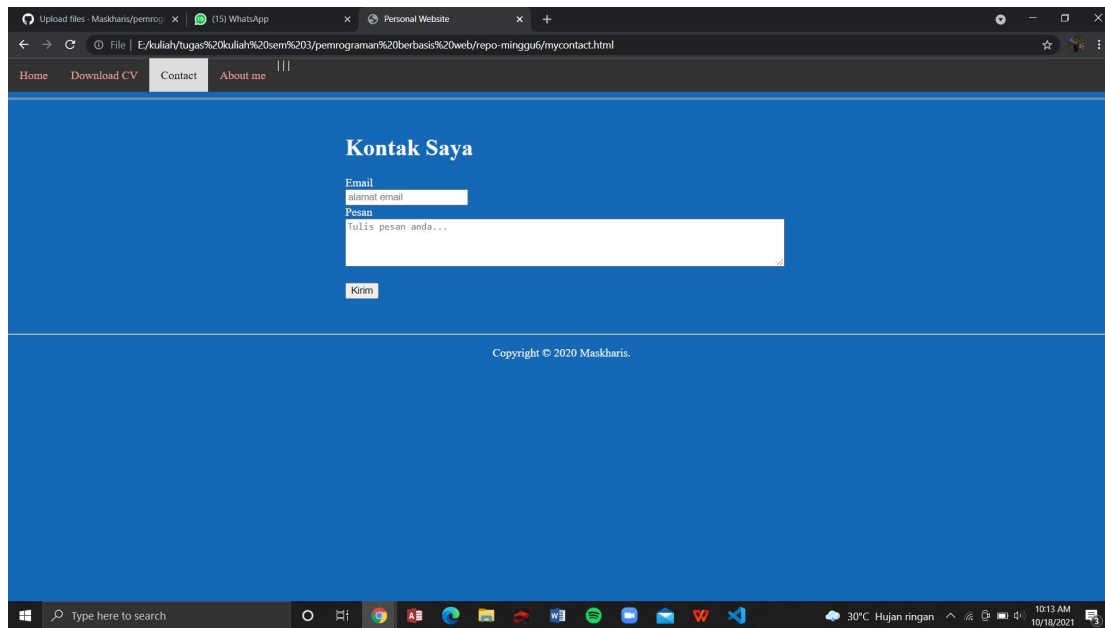 Upload files · Maskharis/pemrog
(15) WhatsApp
Personal Website
File | E:/kuliah/tugas%20kuliah%20sem%203/pemrograman%20berbasis%20web/repo-minggu6/mycontact.html
Home Download CV Contact About me | | |
Kontak Saya
Email
alamat email
Pesan
Tulis pesan anda...
Kirim
Copyright © 2020 Maskharis.
Type here to search
30°C Hujan ringan
10:13 AM
10/18/2021